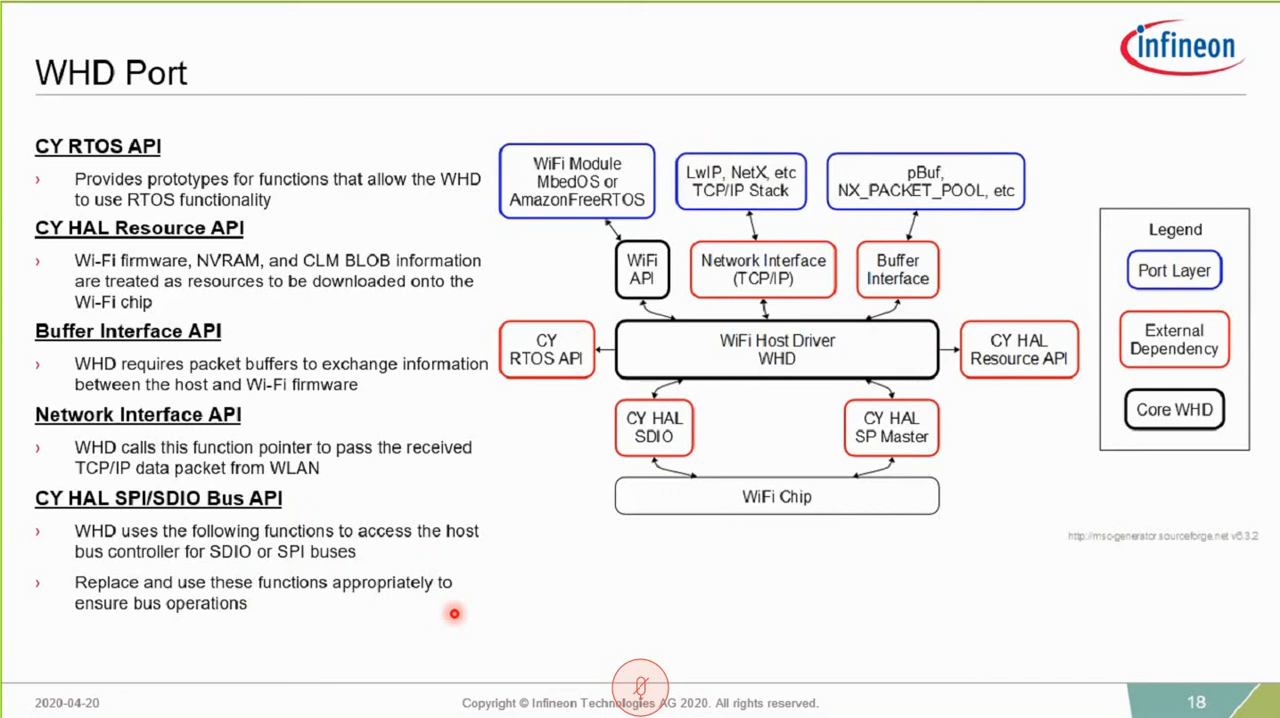 infineon
WHD Port
CY RTOS API
› Provides prototypes for functions that allow the WHD
to use RTOS functionality
CY HAL Resource API
› Wi-Fi firmware, NVRAM, and CLM BLOB information
are treated as resources to be downloaded onto the
Wi-Fi chip
Buffer Interface API
› WHD requires packet buffers to exchange information
between the host and Wi-Fi firmware
Network Interface API
› WHD calls this function pointer to pass the received
TCP/IP data packet from WLAN
CY HAL SPI/SDIO Bus API
› WHD uses the following functions to access the host
bus controller for SDIO or SPI buses
› Replace and use these functions appropriately to
ensure bus operations
WiFi Module
MbedOS or
AmazonFreeRTOS
LwIP, NetX, etc
TCP/IP Stack
pBuf,
NX_PACKET_POOL, etc
WiFi
API
Network Interface
(TCP/IP)
Buffer
Interface
CY
RTOS API
WiFi Host Driver
WHD
CY HAL
Resource API
CY HAL
SDIO
CY HAL
SP Master
WiFi Chip
Legend
Port Layer
External
Dependency
Core WHD
http://msc-generator.sourceforge.net v6.3.2
2020-04-20
Copyright © Infineon Technologies AG 2020. All rights reserved.
18